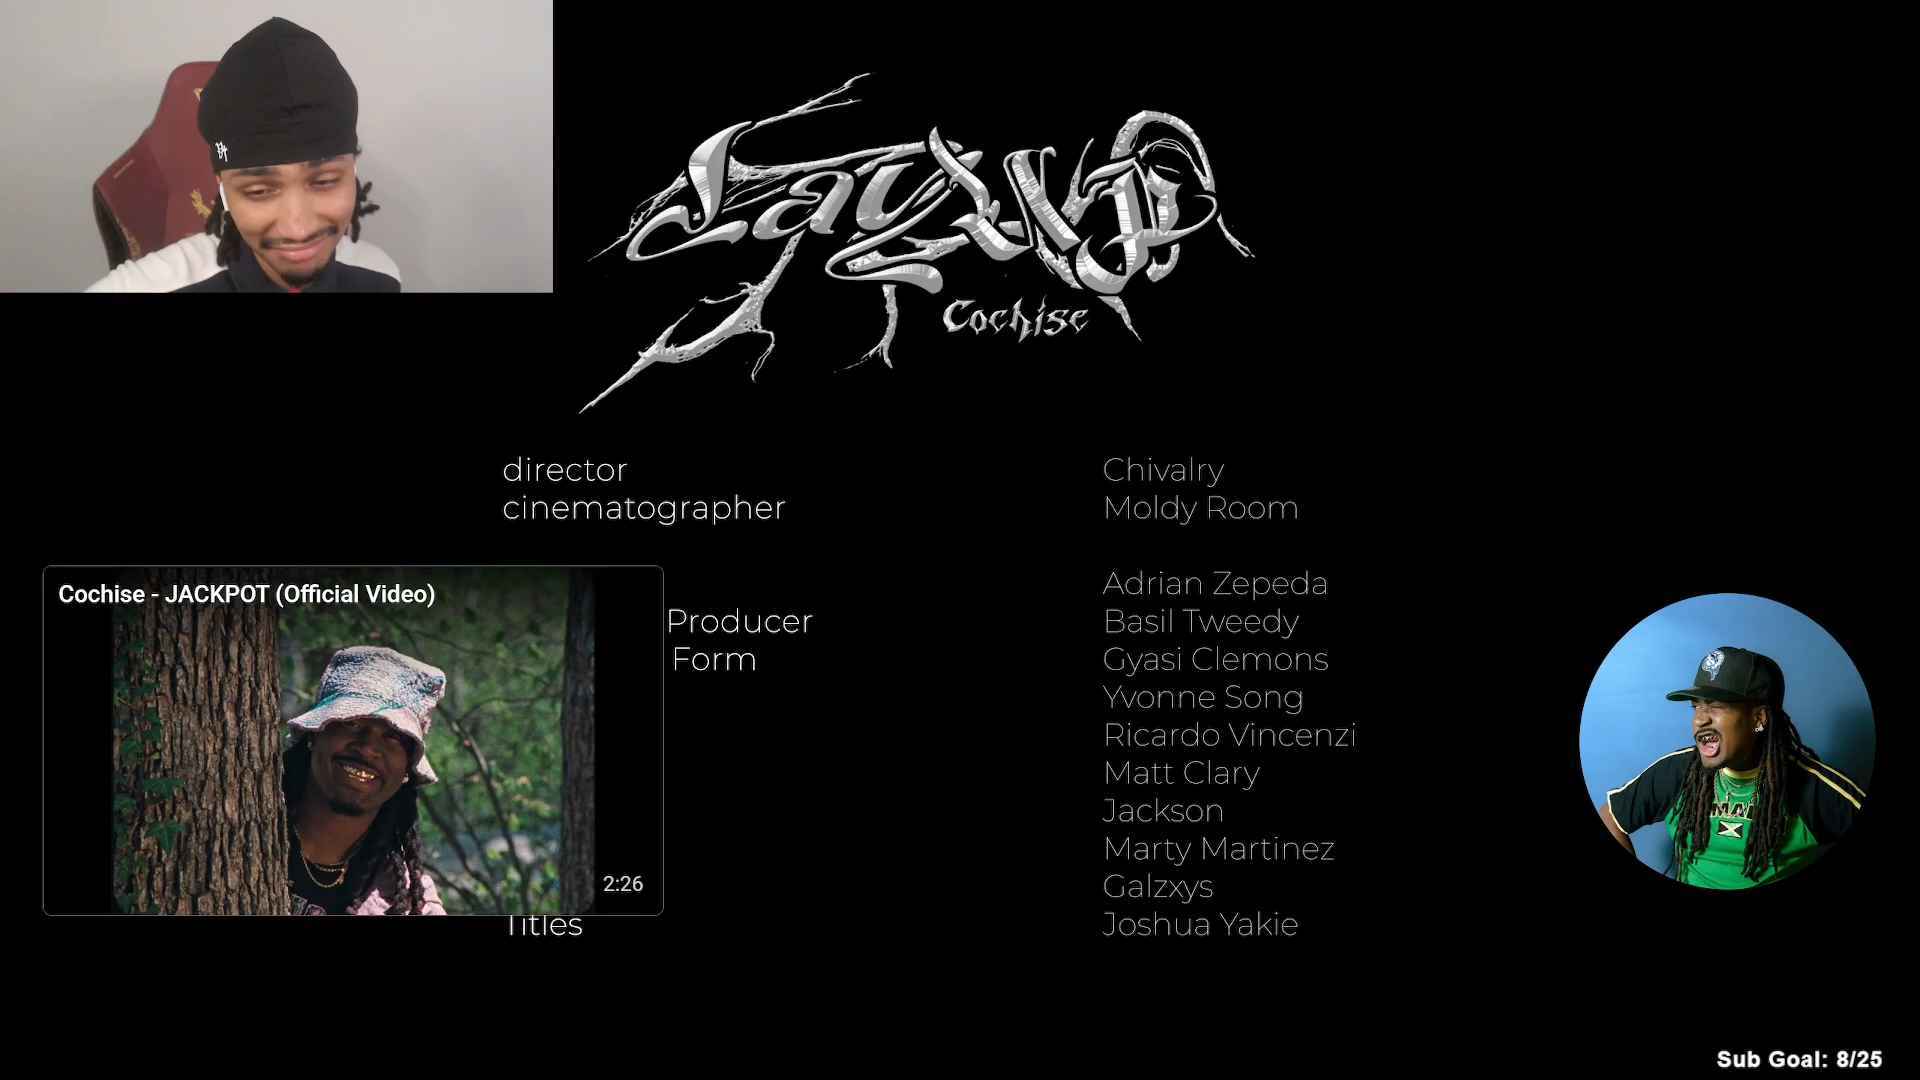 Cochise
director
cinematographer
Chivalry
Moldy Room
Cochise - JACKPOT (Official Video)
Producer
Form
2:26
Titles
Adrian Zepeda
Basil Tweedy
Gyasi Clemons
Yvonne Song
Ricardo Vincenzi
Matt Clary
Jackson
Marty Martinez
Galzxys
Joshua Yakie
Sub Goal: 8/25